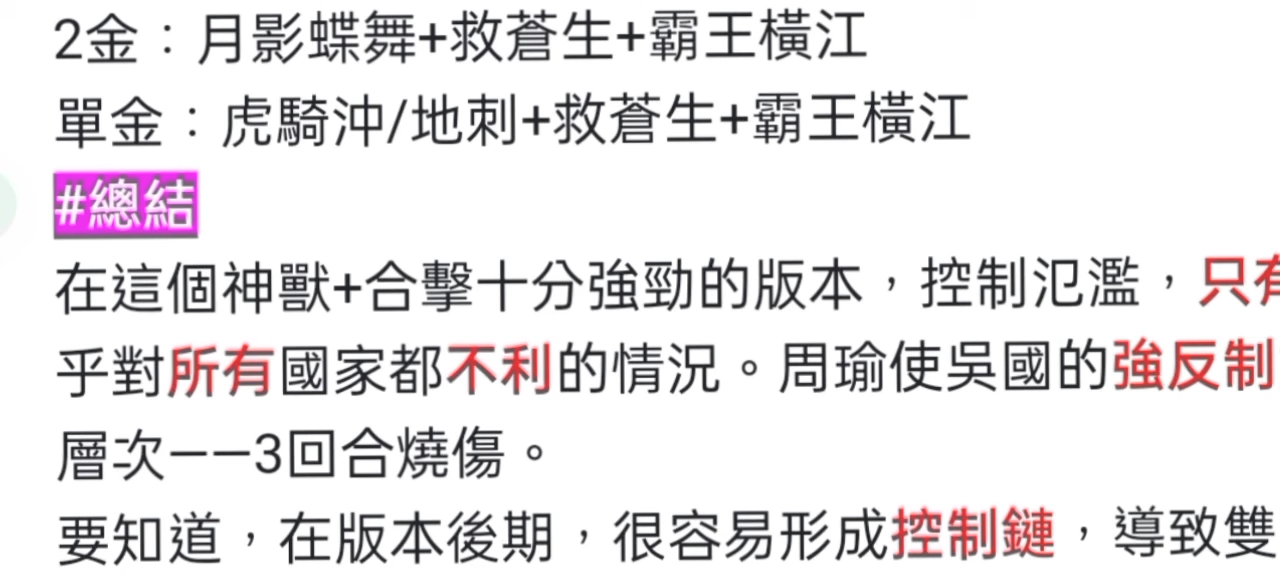 2金：月影蝶舞+救蒼生+霸王橫江
單金：虎騎沖/地刺+救蒼生+霸王橫江
#總結
在這個神獸+合擊十分強勁的版本，控制氾濫，只有
乎對所有國家都不利的情況。周瑜使吳國的強反制
層次——3回合燒傷。
要知道，在版本後期，很容易形成控制鏈，導致雙